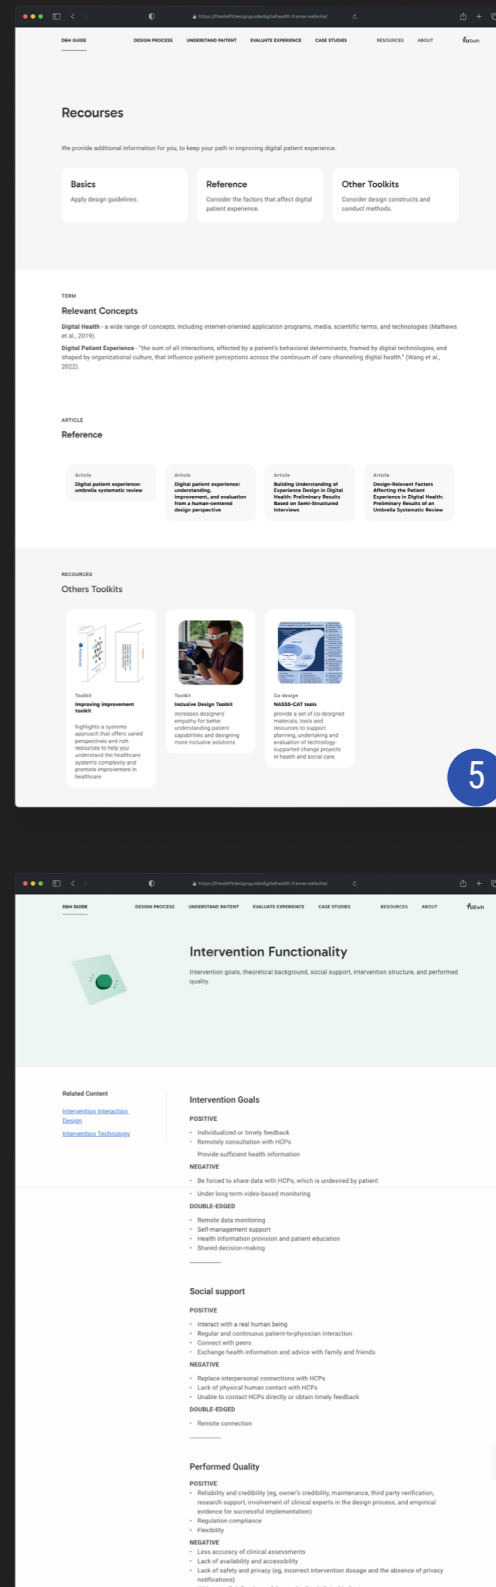 https://thedelftdesignguidedigitalhealth.framer.website/
D&H GUIDE DESIGN PROCESS UNDERSTAND PAITENT EVALUATE EXPERIENCE CASE STUDIES RESOURCES ABOUT TUDelft
Recourses
We provide additional information for you, to keep your path in improving digital patient experience.
Basics
Apply design guidelines.
Reference
Consider the factors that affect digital
patient experience.
Other Toolkits
Consider design constructs and
conduct methods.
TERM
Relevant Concepts
Digital Health - a wide range of concepts, including internet-oriented application programs, media, scientific terms, and technologies (Mathews
et al., 2019).
Digital Patient Experience - "the sum of all interactions, affected by a patient's behavioral determinants, framed by digital technologies, and
shaped by organizational culture, that influence patient perceptions across the continuum of care channeling digital health." (Wang et al.,
2022).
ARTICLE
Reference
Article
Digital patient experience:
umbrella systematic review
Article
Digital patient experience:
understanding,
improvement, and evaluation
from a human-centered
design perspective
Article
Building Understanding of
Experience Design in Digital
Health: Preliminary Results
Based on Semi-Structured
Interviews
Article
Design-Relevant Factors
Affecting the Patient
Experience in Digital Health:
Preliminary Results of an
Umbrella Systematic Review
RECOURCES
Others Toolkits
Toolkit
Improving improvement
toolkit
highlights a systems
approach that offers varied
perspectives and rich
resources to help you
understand the healthcare
system's complexity and
promote improvement in
healthcare
Toolkit
Inclusive Design Toolkit
increases designers'
empathy for better
understanding patient
capabilities and designing
more inclusive solutions.
Co-design
NASSS-CAT tools
provide a set of co-designed
materials, tools and
resources to support
planning, undertaking and
evaluation of technology-
supported change projects
in health and social care.
5
https://thedelftdesignguidedigitalhealth.framer.website/
D&H GUIDE DESIGN PROCESS UNDERSTAND PAITENT EVALUATE EXPERIENCE CASE STUDIES RESOURCES ABOUT TUDelft
Intervention Functionality
Intervention goals, theoretical background, social support, intervention structure, and performed
quality.
Related Content
Intervention Interaction
Design
Intervention Technology
Intervention Goals
POSITIVE
• Individualized or timely feedback
• Remotely consultation with HCPs
Provide sufficient health information
NEGATIVE
• Be forced to share data with HCPs, which is undesired by patient
• Under long-term video-based monitoring
DOUBLE-EDGED
• Remote data monitoring
• Self-management support
• Health information provision and patient education
• Shared decision-making
Social support
POSITIVE
• Interact with a real human being
• Regular and continuous patient-to-physician interaction
• Connect with peers
• Exchange health information and advice with family and friends
NEGATIVE
• Replace interpersonal connections with HCPs
• Lack of physical human contact with HCPs
• Unable to contact HCPs directly or obtain timely feedback
DOUBLE-EDGED
• Remote connection
Performed Quality
POSITIVE
• Reliability and credibility (eg, owner's credibility, maintenance, third party verification,
research support, involvement of clinical experts in the design process, and empirical
evidence for successful implementation)
• Regulation compliance
• Flexibility
NEGATIVE
• Less accuracy of clinical assessments
• Lack of availability and accessibility
• Lack of safety and privacy (eg, incorrect intervention dosage and the absence of privacy
notifications)